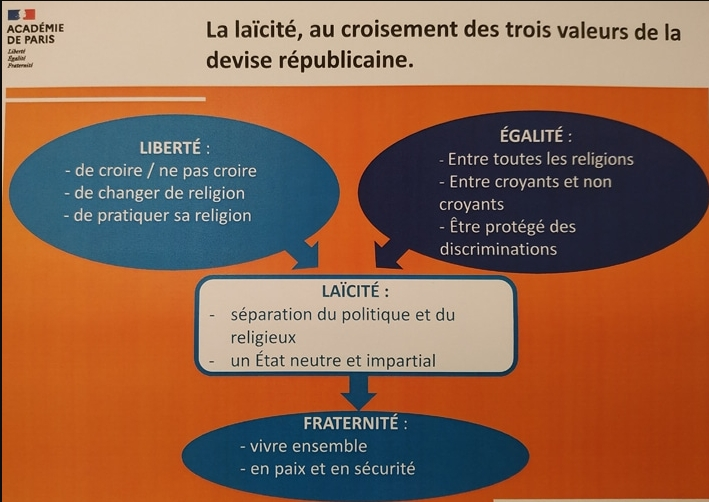 ACADÉMIE
DE PARIS
Liberté
Égalité
Fraternité
La laïcité, au croisement des trois valeurs de la
devise républicaine.
LIBERTÉ :
- de croire / ne pas croire
- de changer de religion
- de pratiquer sa religion
ÉGALITÉ :
- Entre toutes les religions
- Entre croyants et non
croyants
- Être protégé des
discriminations
LAÏCITÉ :
- séparation du politique et du
religieux
- un État neutre et impartial
FRATERNITÉ :
- vivre ensemble
- en paix et en sécurité